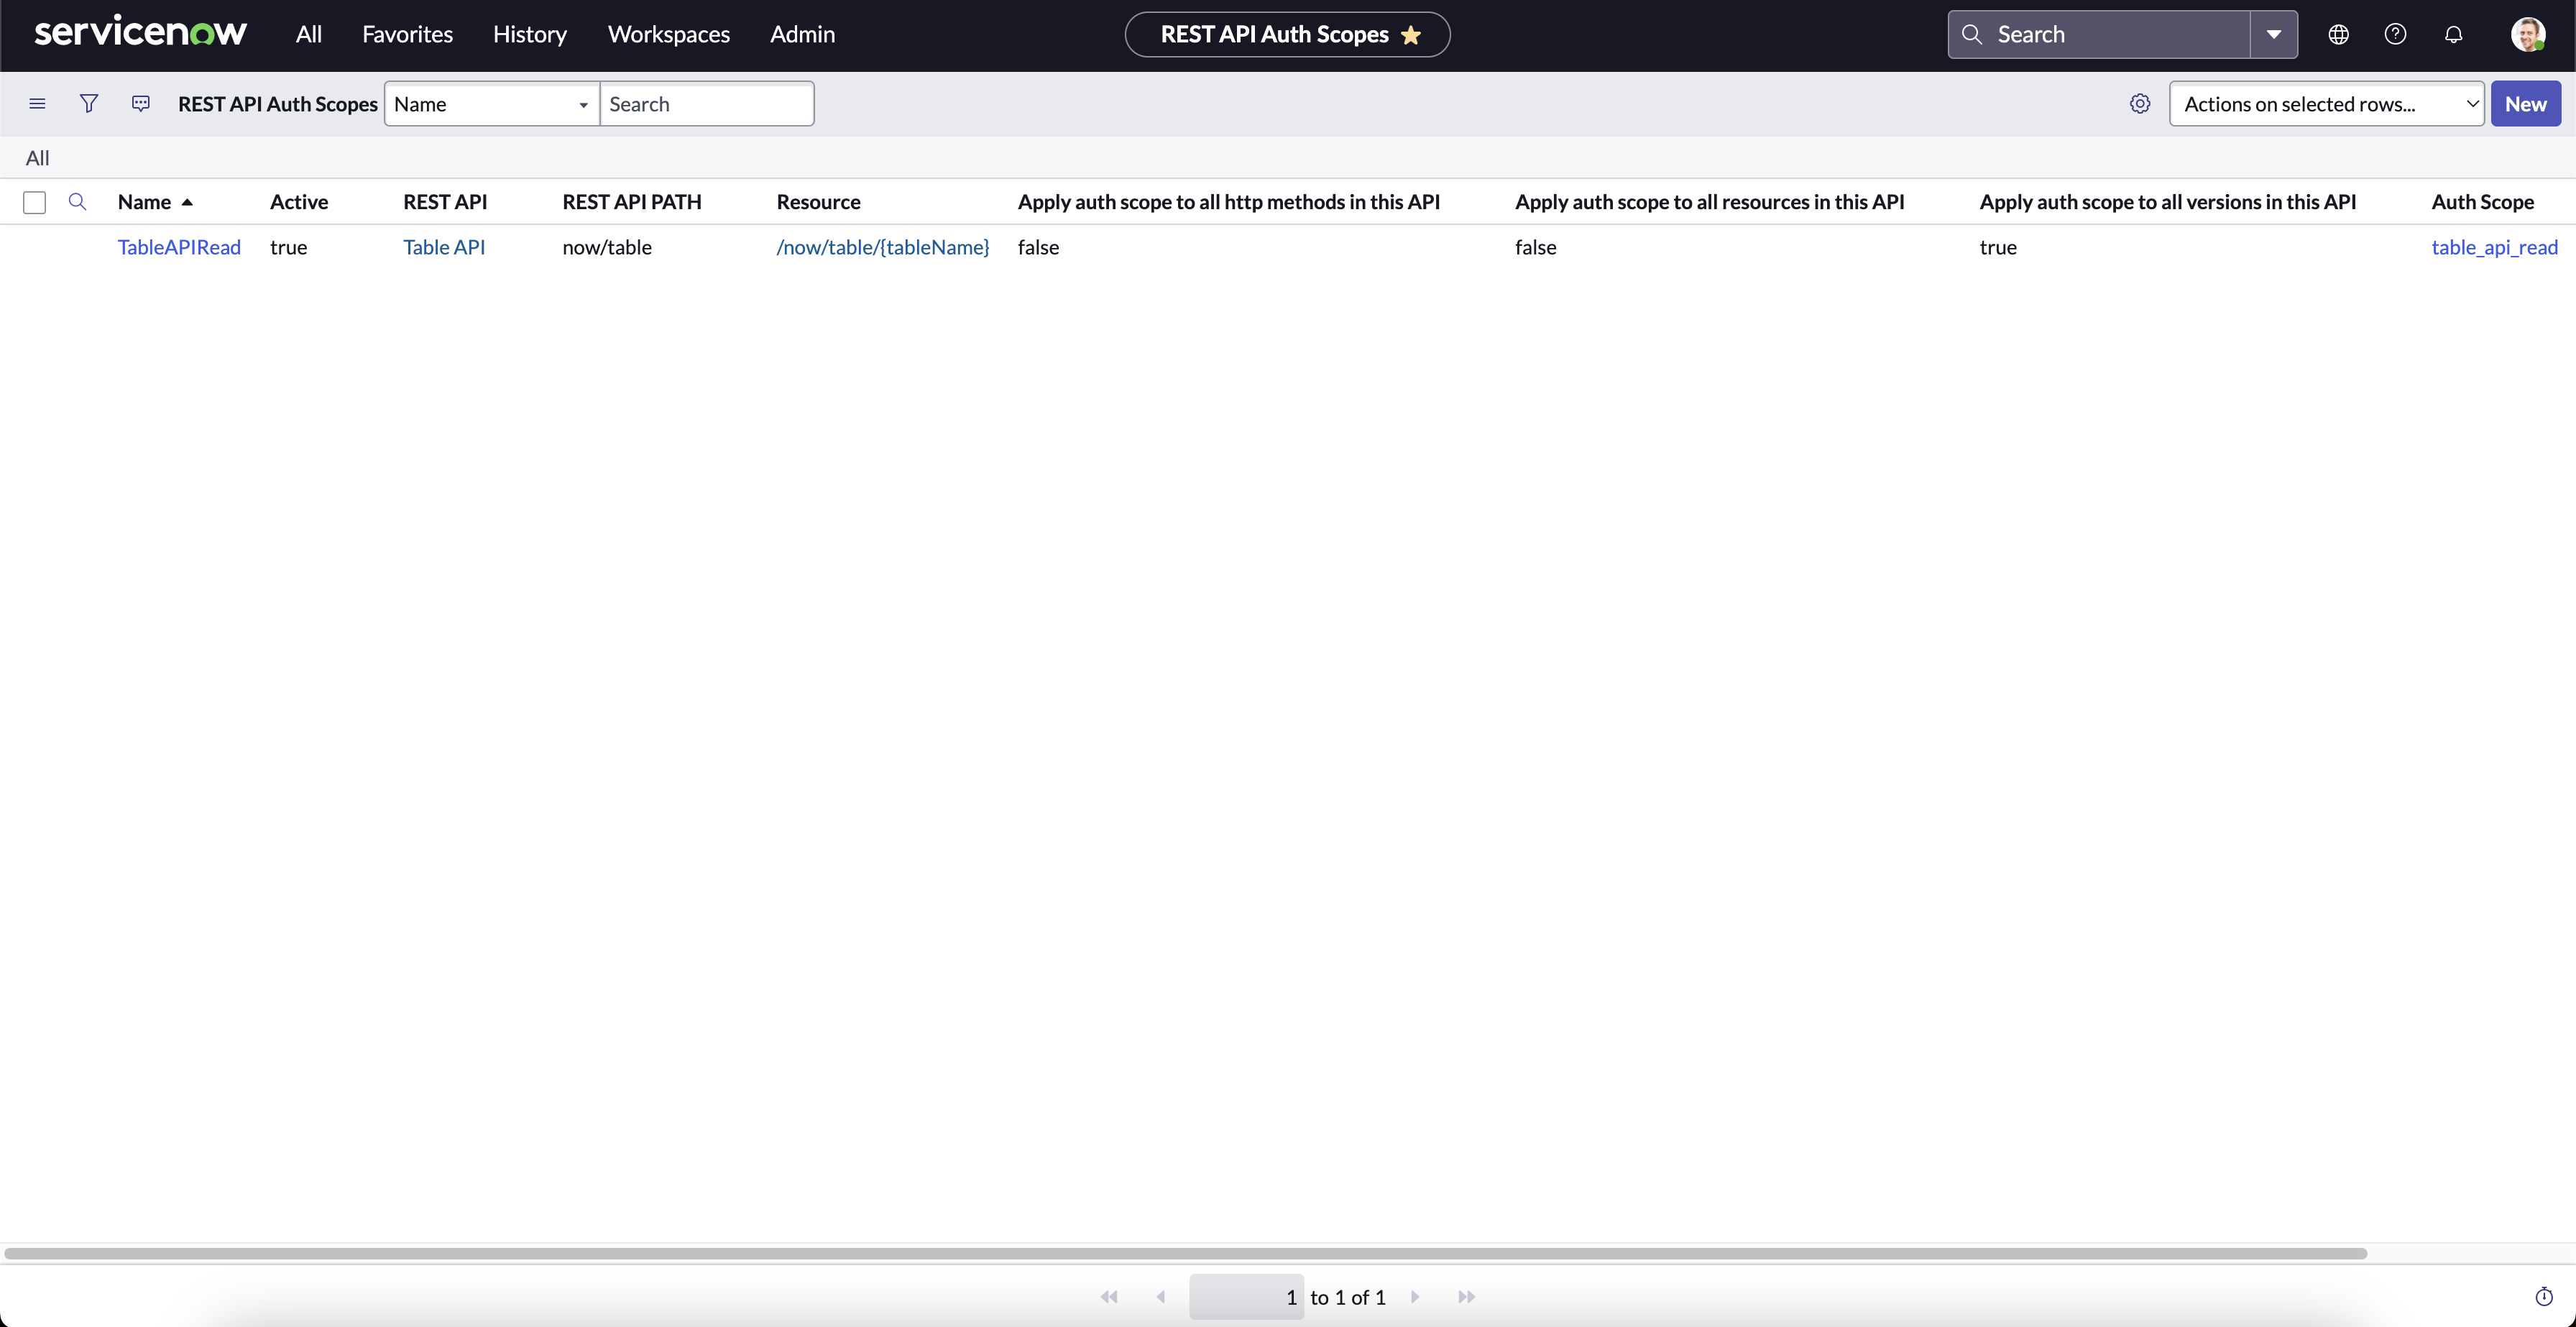 servicenow All Favorites History Workspaces Admin REST API Auth Scopes Search
REST API Auth Scopes Name Search Actions on selected rows... New
All
Name Active REST API REST API PATH Resource Apply auth scope to all http methods in this API Apply auth scope to all resources in this API Apply auth scope to all versions in this API Auth Scope
TableAPIRead true Table API now/table /now/table/{tableName} false false true table_api_read
1 to 1 of 1